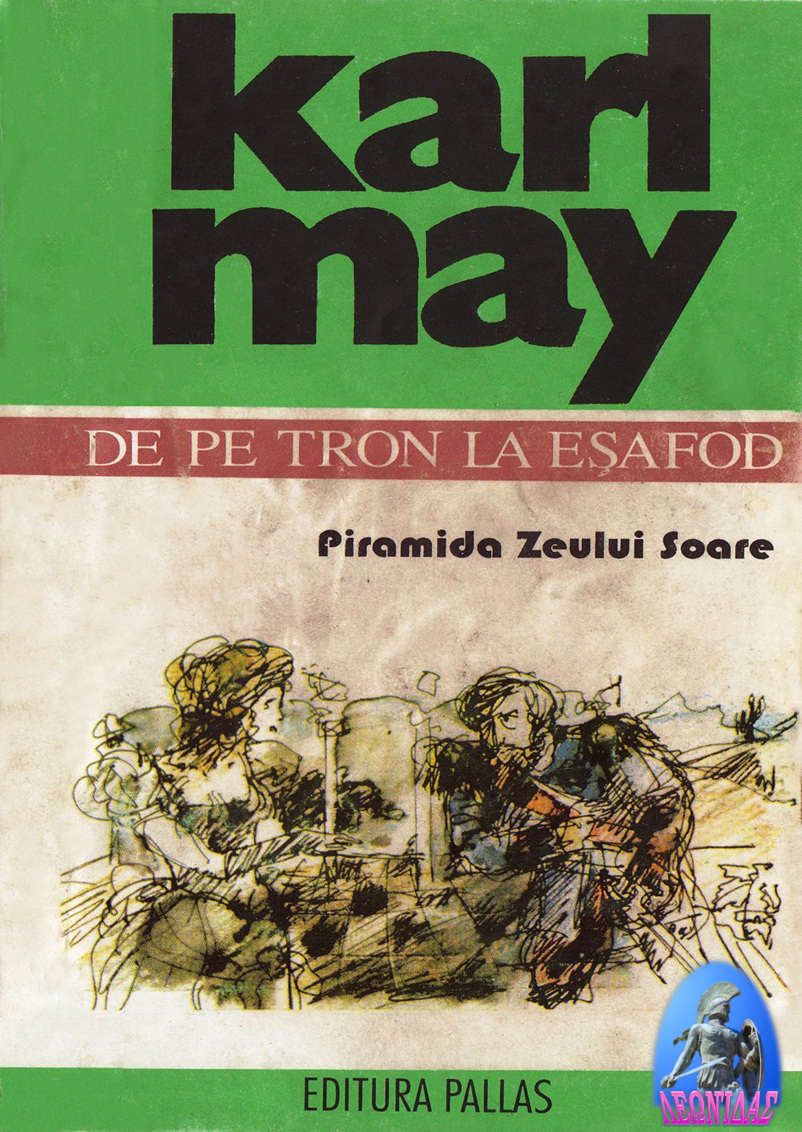 karl
may
DE PE TRON LA EŞAFOD
Piramida Zeului Soare
EDITURA PALLAS
ΛΕΩΝΙΔΑΣ